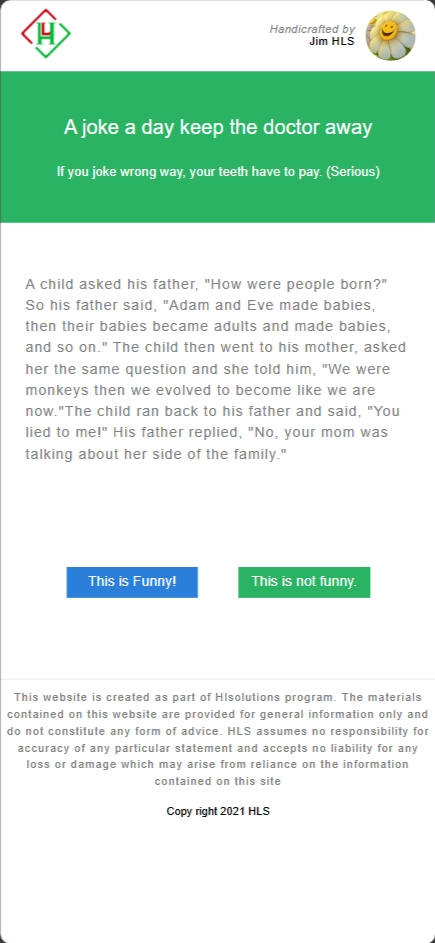 H
Handicrafted by
Jim HLS
A joke a day keep the doctor away
If you joke wrong way, your teeth have to pay. (Serious)
A child asked his father, "How were people born?"
So his father said, "Adam and Eve made babies,
then their babies became adults and made babies,
and so on." The child then went to his mother, asked
her the same question and she told him, "We were
monkeys then we evolved to become like we are
now."The child ran back to his father and said, "You
lied to me!" His father replied, "No, your mom was
talking about her side of the family."
This is Funny!
This is not funny.
This website is created as part of Hlsolutions program. The materials
contained on this website are provided for general information only and
do not constitute any form of advice. HLS assumes no responsibility for
accuracy of any particular statement and accepts no liability for any
loss or damage which may arise from reliance on the information
contained on this site
Copy right 2021 HLS